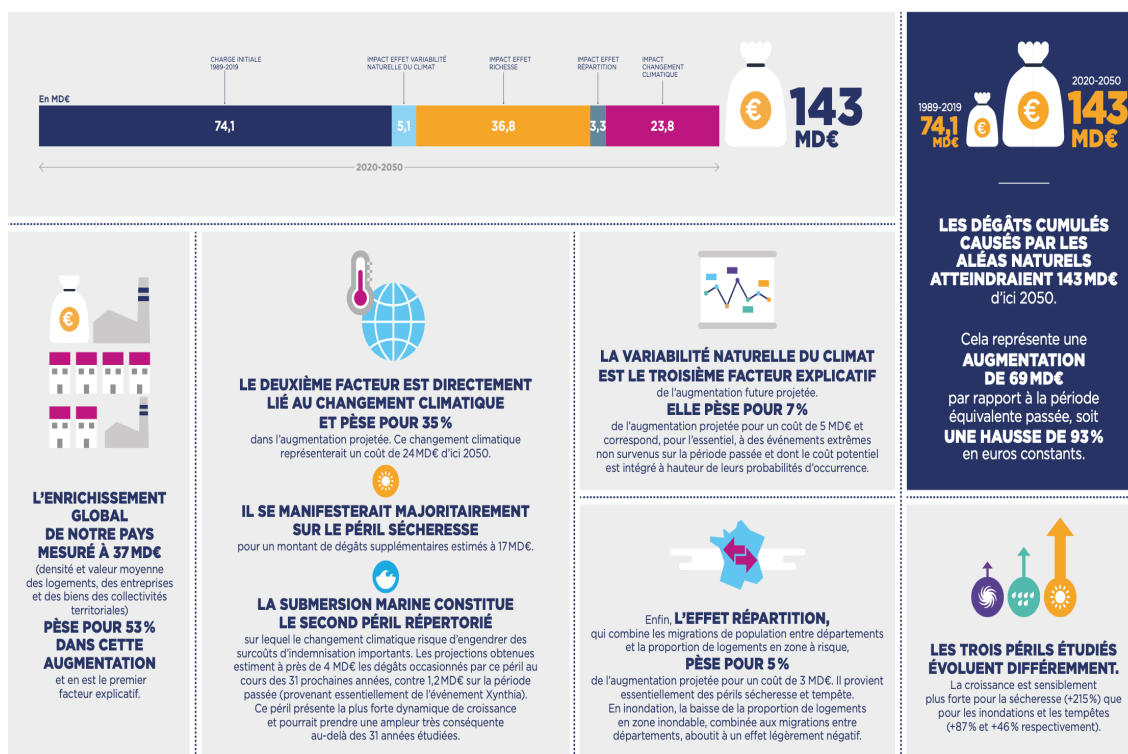 CHARGE INITIALE
1989-2019
IMPACT EFFET VARIABILITÉ
NATURELLE DU CLIMAT
IMPACT EFFET
RICHESSE
IMPACT EFFET
RÉPARTITION
IMPACT
CHANGEMENT
CLIMATIQUE
En MD€
74,1
5,1
36,8
3,3
23,8
2020-2050
€
143
MD€
1989-2019
74,1
MD€
€
€
2020-2050
143
MD€
LES DÉGÂTS CUMULÉS
CAUSÉS PAR LES
ALÉAS NATURELS
ATTEINDRAIENT 143 MD€
d'ici 2050.
Cela représente une
AUGMENTATION
DE 69 MD€
par rapport à la période
équivalente passée, soit
UNE HAUSSE DE 93 %
en euros constants.
€
L'ENRICHISSEMENT
GLOBAL
DE NOTRE PAYS
MESURÉ À 37 MD€
(densité et valeur moyenne
des logements, des entreprises
et des biens des collectivités
territoriales)
PÈSE POUR 53 %
DANS CETTE
AUGMENTATION
et en est le premier
facteur explicatif.
LE DEUXIÈME FACTEUR EST DIRECTEMENT
LIÉ AU CHANGEMENT CLIMATIQUE
ET PÈSE POUR 35 %
dans l'augmentation projetée. Ce changement climatique
représenterait un coût de 24 MD€ d'ici 2050.
IL SE MANIFESTERAIT MAJORITAIREMENT
SUR LE PÉRIL SÉCHERESSE
pour un montant de dégâts supplémentaires estimés à 17 MD€.
LA SUBMERSION MARINE CONSTITUE
LE SECOND PÉRIL RÉPERTORIÉ
sur lequel le changement climatique risque d'engendrer des
surcoûts d'indemnisation importants. Les projections obtenues
estiment à près de 4 MD€ les dégâts occasionnés par ce péril au
cours des 31 prochaines années, contre 1,2 MD€ sur la période
passée (provenant essentiellement de l'événement Xynthia).
Ce péril présente la plus forte dynamique de croissance
et pourrait prendre une ampleur très conséquente
au-delà des 31 années étudiées.
LA VARIABILITÉ NATURELLE DU CLIMAT
EST LE TROISIÈME FACTEUR EXPLICATIF
de l'augmentation future projetée.
ELLE PÈSE POUR 7 %
de l'augmentation projetée pour un coût de 5 MD€ et
correspond, pour l'essentiel, à des événements extrêmes
non survenus sur la période passée et dont le coût potentiel
est intégré à hauteur de leurs probabilités d'occurrence.
Enfin, L'EFFET RÉPARTITION,
qui combine les migrations de population entre départements
et la proportion de logements en zone à risque,
PÈSE POUR 5 %
de l'augmentation projetée pour un coût de 3 MD€. Il provient
essentiellement des périls sécheresse et tempête.
En inondation, la baisse de la proportion de logements
en zone inondable, combinée aux migrations entre
départements, aboutit à un effet légèrement négatif.
LES TROIS PÉRILS ÉTUDIÉS
ÉVOLUENT DIFFÉREMMENT.
La croissance est sensiblement
plus forte pour la sécheresse (+215%) que
pour les inondations et les tempêtes
(+87% et +46% respectivement).